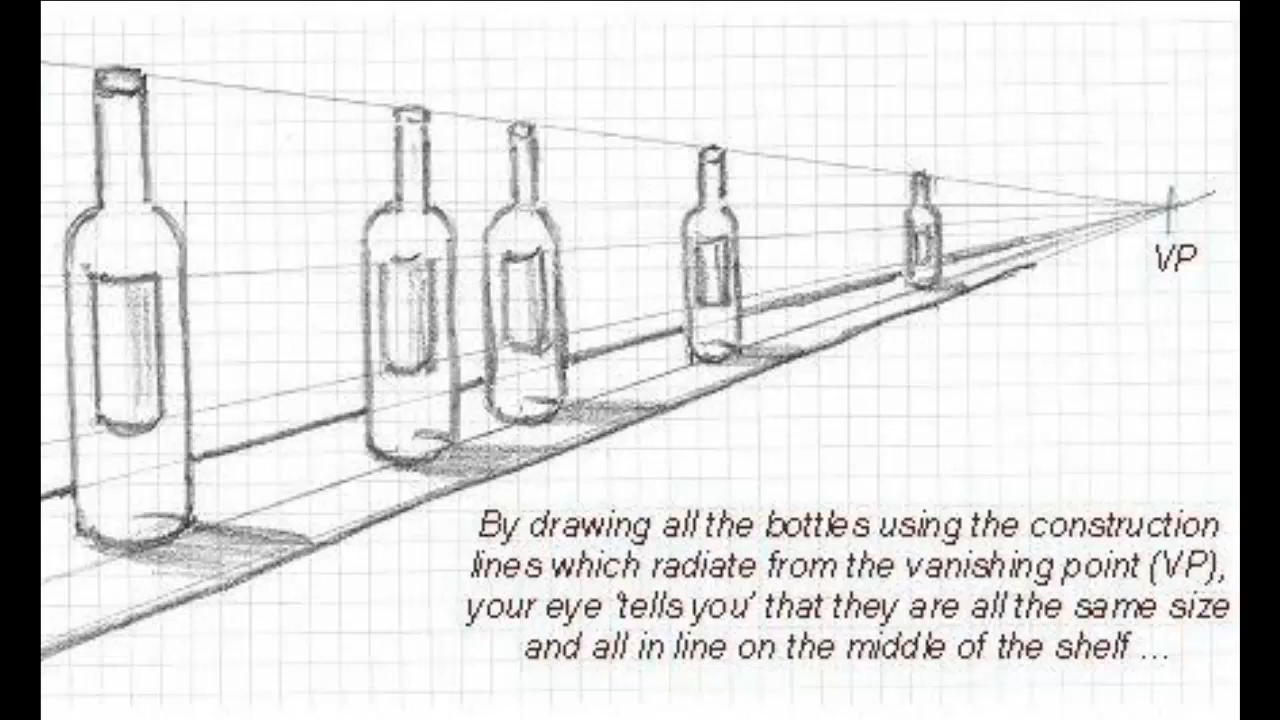 VP
By drawing all the bottles using the construction
lines which radiate from the vanishing point (VP),
your eye 'tells you' that they are all the same size
and all in line on the middle of the shelf ...